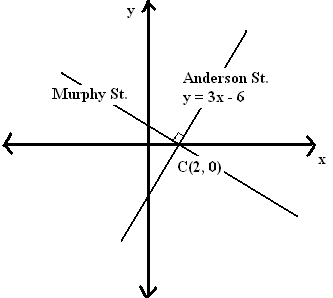 y
Anderson St.
y = 3x - 6
Murphy St.
x
C(2, 0)